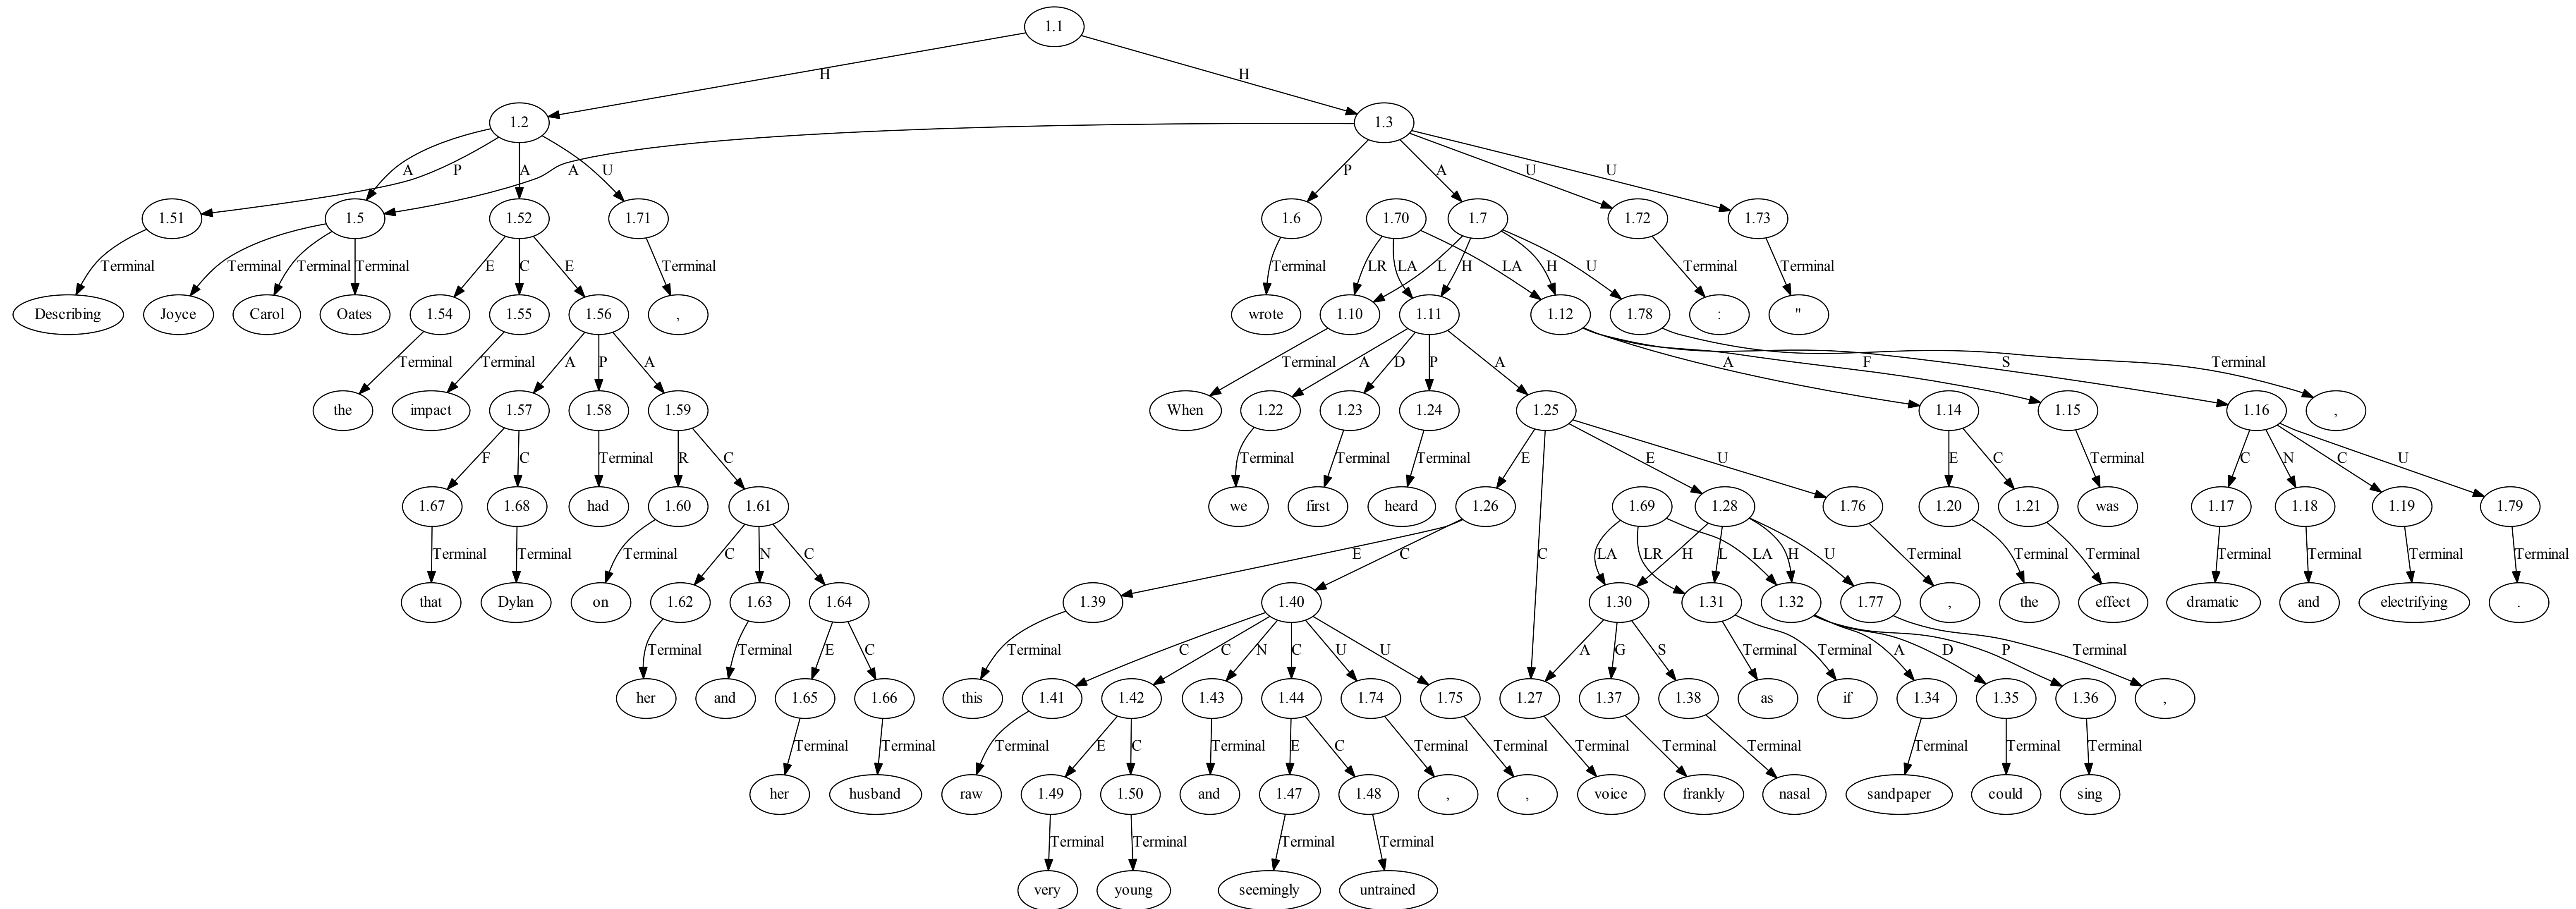 1.1
H H
1.2 1.3
A P A U A P A U U
1.51 1.5 1.52 1.71 1.6 1.70 1.7 1.72 1.73
Terminal Terminal Terminal Terminal E C E Terminal Terminal LR LA L H LA H U Terminal Terminal
Describing Joyce Carol Oates 1.54 1.55 1.56 , wrote 1.10 1.11 1.12 1.78 : "
Terminal Terminal A P A Terminal A D P A A F S Terminal
the impact 1.57 1.58 1.59 When 1.22 1.23 1.24 1.25 1.14 1.15 1.16 ,
F C Terminal R C Terminal Terminal Terminal E C E U E C Terminal C N C U
1.67 1.68 had 1.60 1.61 we first heard 1.26 1.69 1.28 1.76 1.20 1.21 was 1.17 1.18 1.19 1.79
Terminal Terminal Terminal C N C E C LA LR H L LA H U Terminal Terminal Terminal Terminal Terminal Terminal Terminal
that Dylan on 1.62 1.63 1.64 1.39 1.40 1.30 1.31 1.32 1.77 , the effect dramatic and electrifying .
Terminal Terminal E C Terminal C C N C U U A G S Terminal Terminal A D P Terminal
her and 1.65 1.66 this 1.41 1.42 1.43 1.44 1.74 1.75 1.27 1.37 1.38 as if 1.34 1.35 1.36 ,
Terminal Terminal Terminal E C Terminal E C Terminal Terminal Terminal Terminal Terminal Terminal Terminal Terminal
her husband raw 1.49 1.50 and 1.47 1.48 , , voice frankly nasal sandpaper could sing
Terminal Terminal Terminal Terminal
very young seemingly untrained